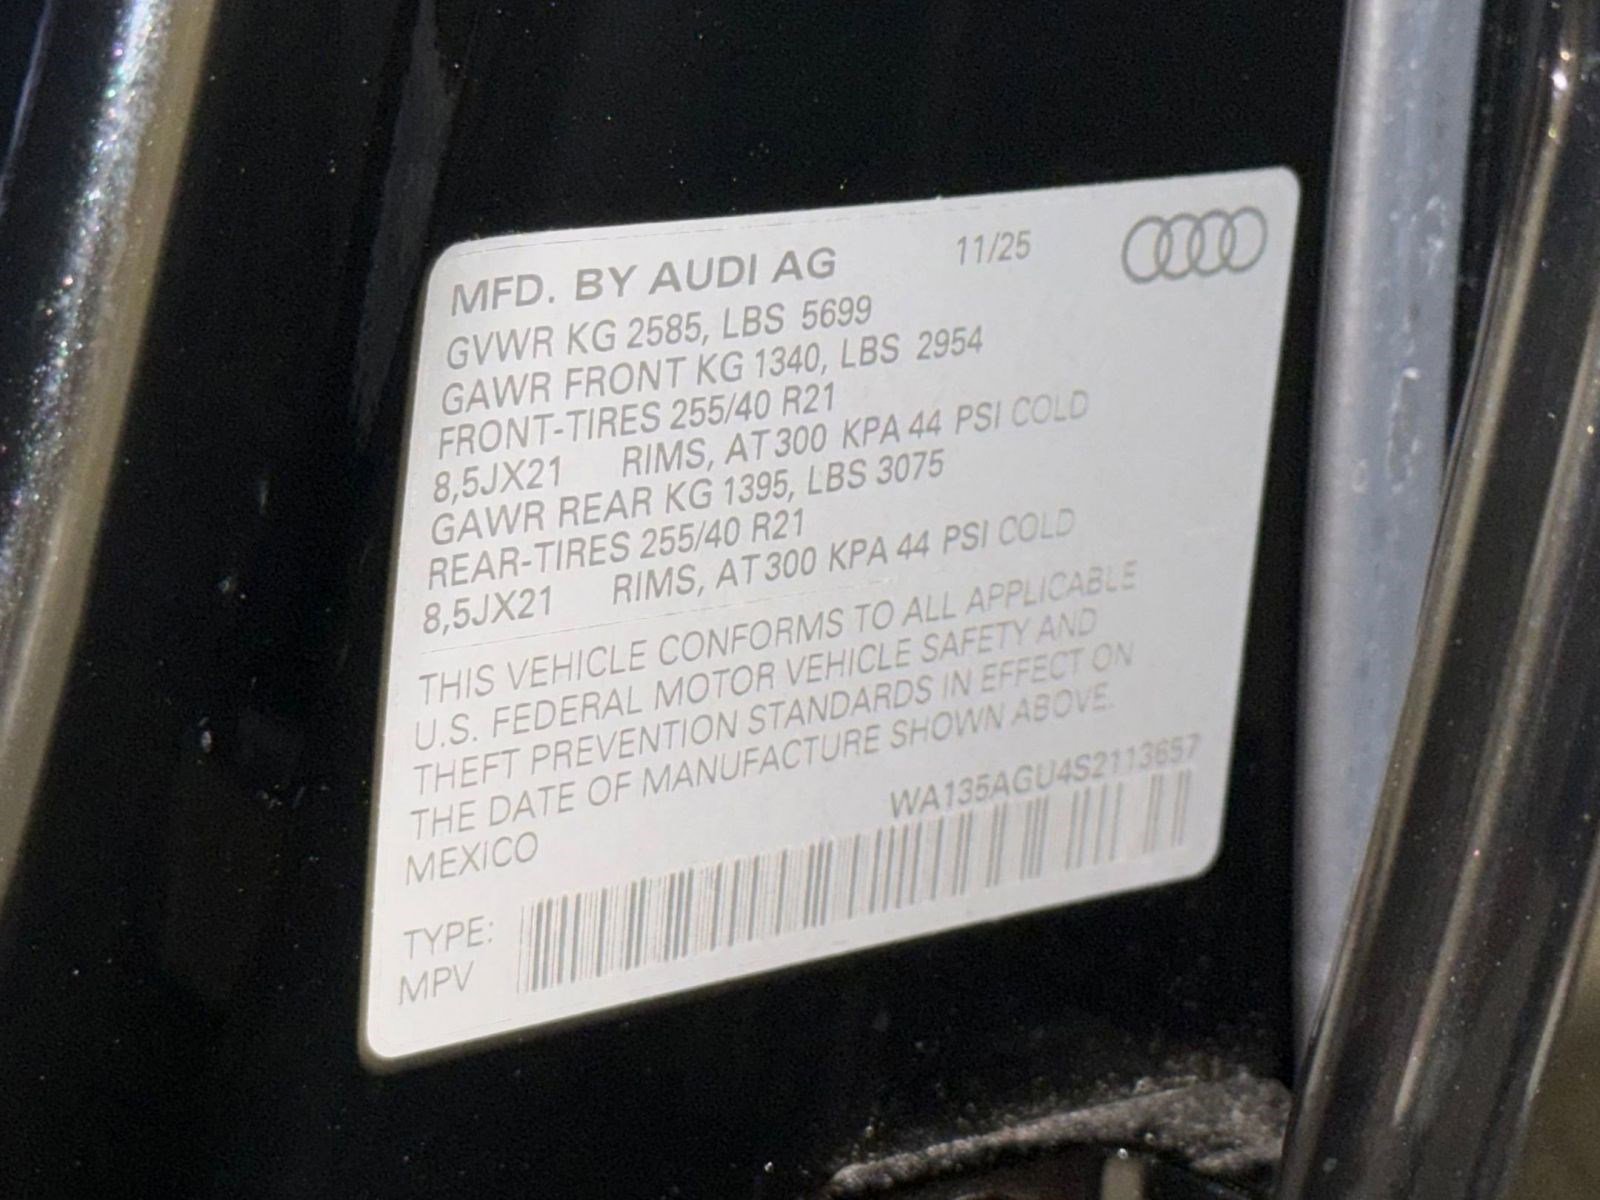 MFD. BY AUDI AG 11/25
GVWR KG 2585, LBS 5699
GAWR FRONT KG 1340, LBS 2954
FRONT-TIRES 255/40 R21
8,5JX21 RIMS, AT 300 KPA 44 PSI COLD
GAWR REAR KG 1395, LBS 3075
REAR-TIRES 255/40 R21
8,5JX21 RIMS, AT 300 KPA 44 PSI COLD
THIS VEHICLE CONFORMS TO ALL APPLICABLE
U.S. FEDERAL MOTOR VEHICLE SAFETY AND
THEFT PREVENTION STANDARDS IN EFFECT ON
THE DATE OF MANUFACTURE SHOWN ABOVE.
MEXICO
WA135AGU4S2113657
TYPE:
MPV